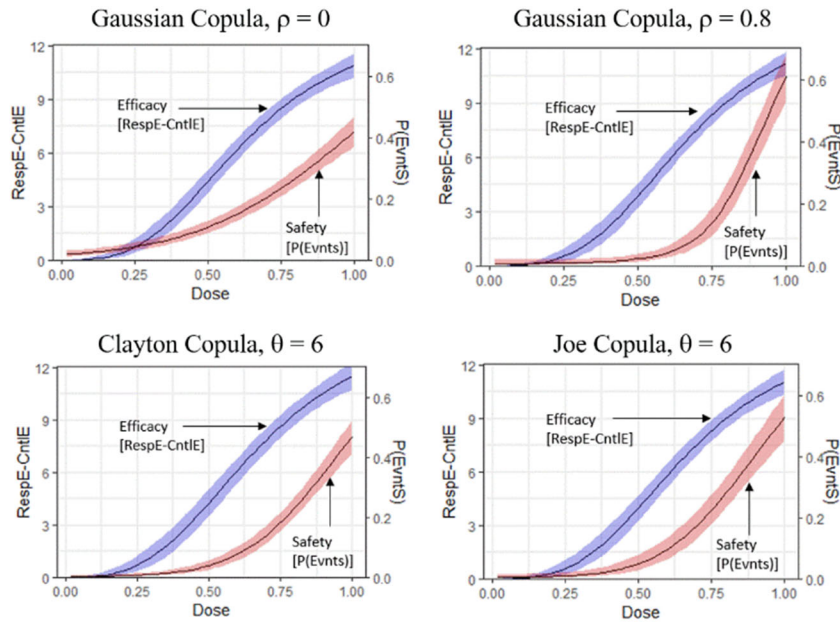 Gaussian Copula, ρ = 0
12
9
6
3
0
RespE-CntlE
Efficacy
[RespE-CntlE]
Safety
[P(Evnts)]
0.6
0.4
0.2
0.0
P(EvntS)
0.00 0.25 0.50 0.75 1.00
Dose
Gaussian Copula, ρ = 0.8
12
9
6
3
0
RespE-CntlE
Efficacy
[RespE-CntlE]
Safety
[P(Evnts)]
0.6
0.4
0.2
0.0
P(EvntS)
0.00 0.25 0.50 0.75 1.00
Dose
Clayton Copula, θ = 6
12
9
6
3
0
RespE-CntlE
Efficacy
[RespE-CntlE]
Safety
[P(Evnts)]
0.6
0.4
0.2
0.0
P(EvntS)
0.00 0.25 0.50 0.75 1.00
Dose
Joe Copula, θ = 6
12
9
6
3
0
RespE-CntlE
Efficacy
[RespE-CntlE]
Safety
[P(Evnts)]
0.6
0.4
0.2
0.0
P(EvntS)
0.00 0.25 0.50 0.75 1.00
Dose